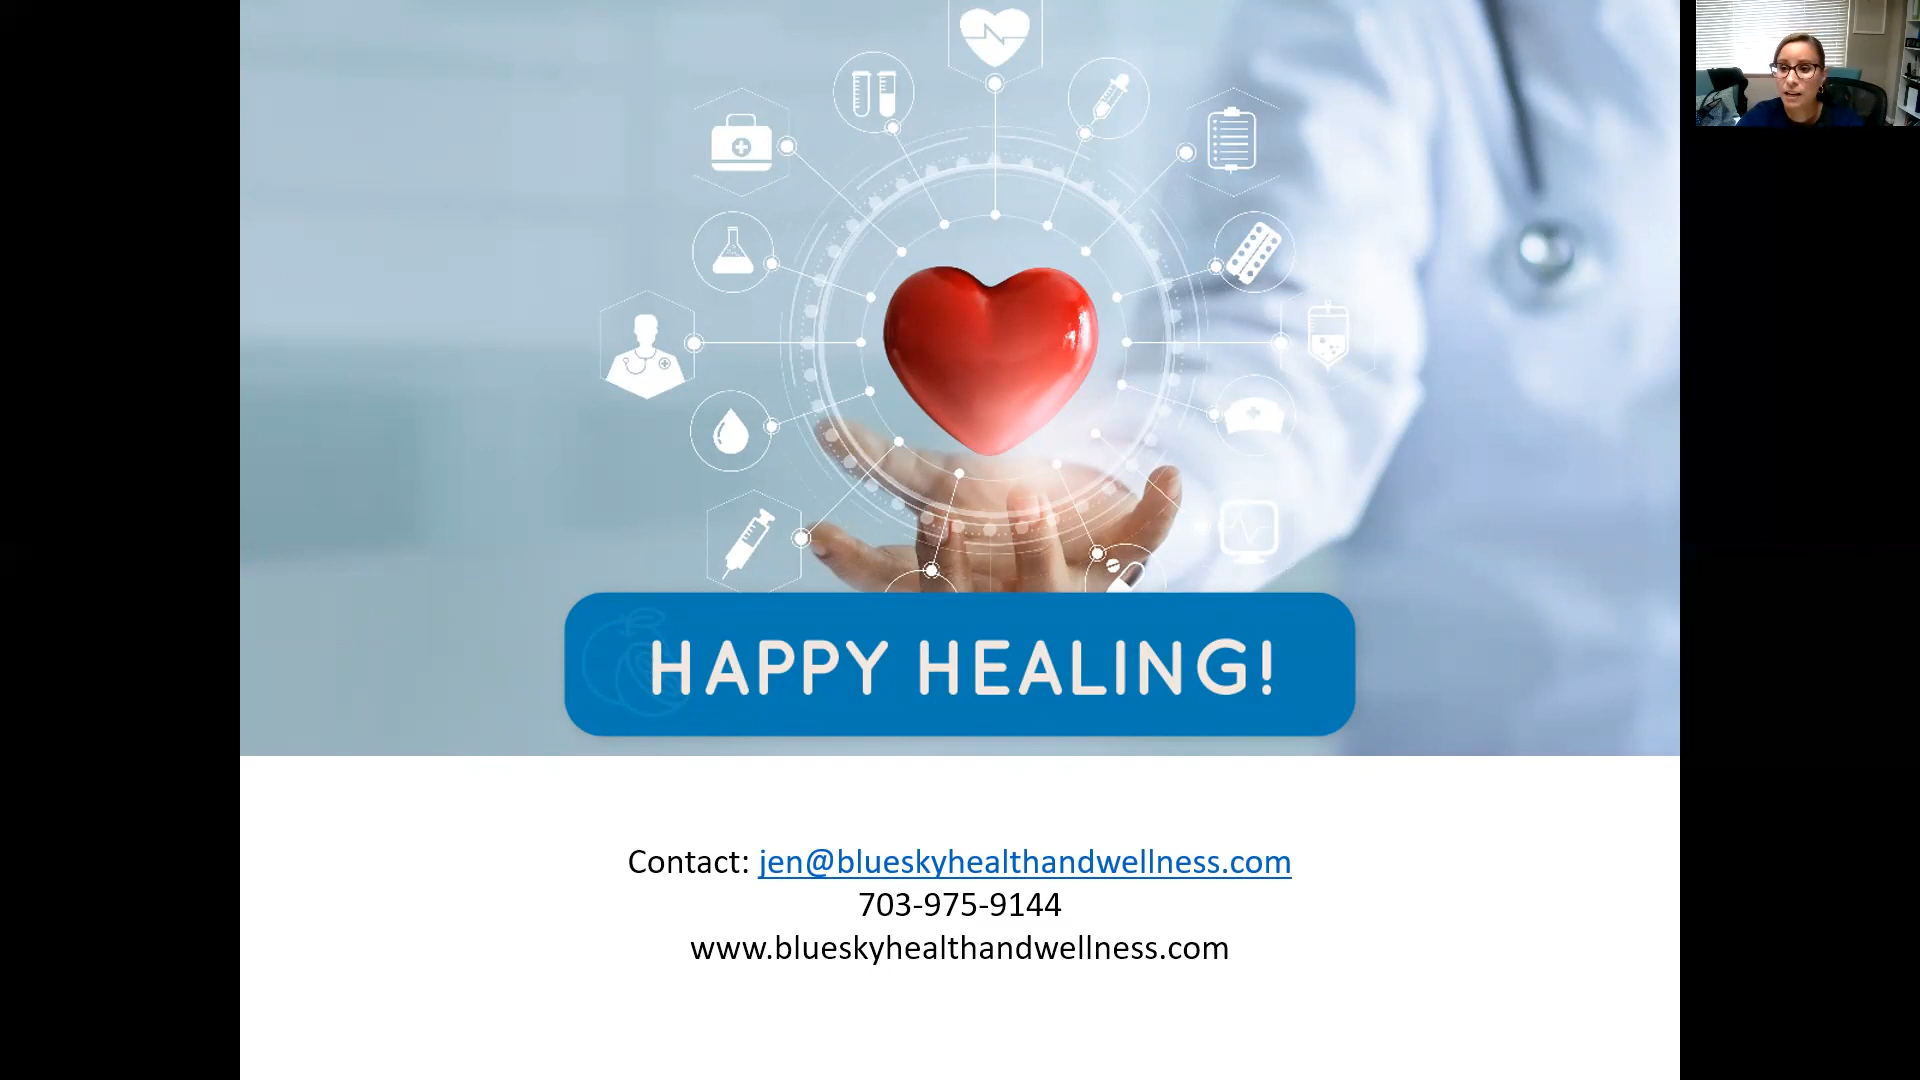 HAPPY HEALING!
Contact: jen@blueskyhealthandwellness.com
703-975-9144
www.blueskyhealthandwellness.com